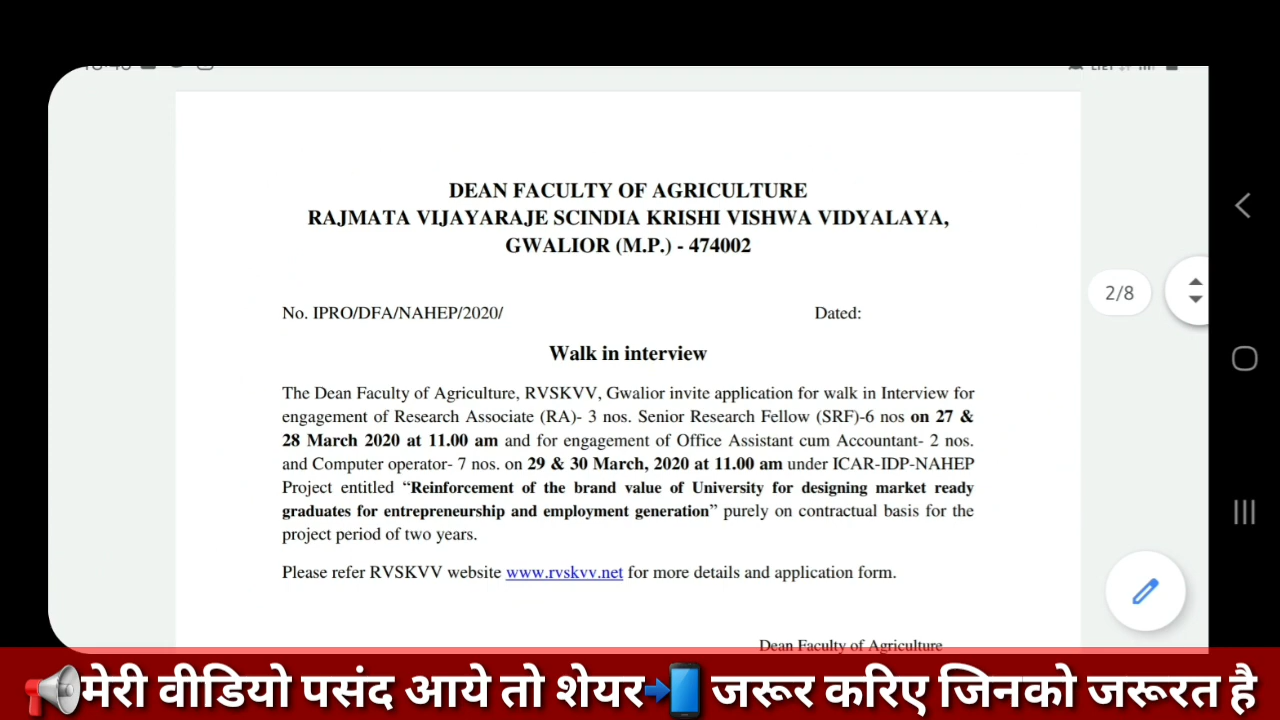 DEAN FACULTY OF AGRICULTURE
RAJMATA VIJAYARAJE SCINDIA KRISHI VISHWA VIDYALAYA,
GWALIOR (M.P.) - 474002
No. IPRO/DFA/NAHEP/2020/ Dated:
Walk in interview
The Dean Faculty of Agriculture, RVSKVV, Gwalior invite application for walk in Interview for
engagement of Research Associate (RA)- 3 nos. Senior Research Fellow (SRF)-6 nos on 27 &
28 March 2020 at 11.00 am and for engagement of Office Assistant cum Accountant- 2 nos.
and Computer operator- 7 nos. on 29 & 30 March, 2020 at 11.00 am under ICAR-IDP-NAHEP
Project entitled “Reinforcement of the brand value of University for designing market ready
graduates for entrepreneurship and employment generation” purely on contractual basis for the
project period of two years.
Please refer RVSKVV website www.rvskvv.net for more details and application form.
Dean Faculty of Agriculture
2/8
मेरी वीडियो पसंद आये तो शेयर जरूर करिए जिनको जरूरत है